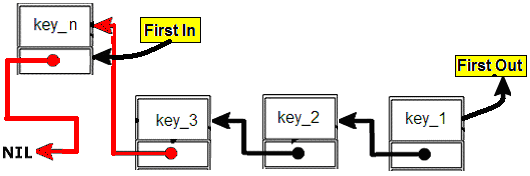 key_n
First In
First Out
key_3
key_2
key_1
NIL